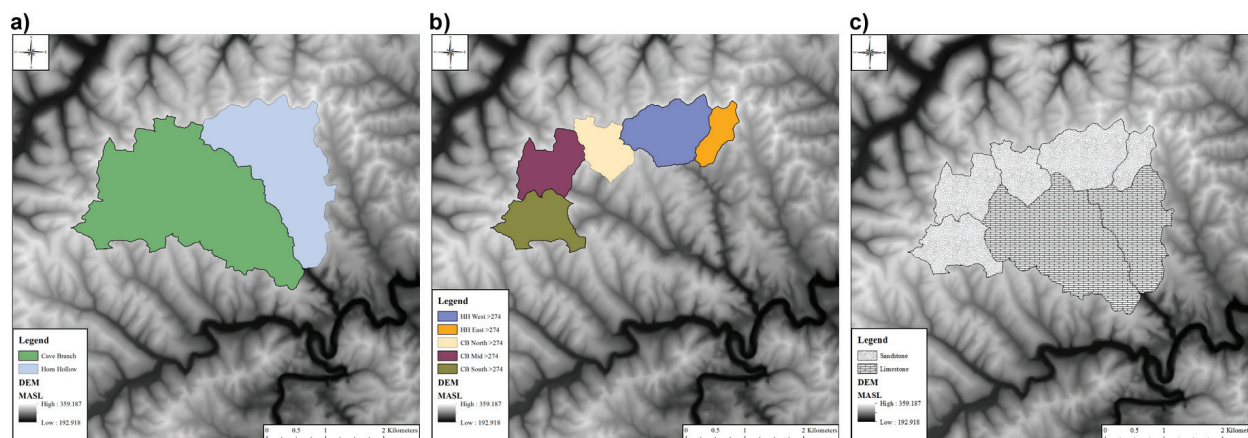 a)
Legend
Cave Branch
Horn Hollow
DEM
MASL
High : 359.187
Low : 192.918
0 0.5 1 2 Kilometers
b)
Legend
HH West >274
HH East >274
CB North >274
CB Mid >274
CB South >274
DEM
MASL
High : 359.187
Low : 192.918
0 0.5 1 2 Kilometers
c)
Legend
Sandstone
Limestone
DEM
MASL
High : 359.187
Low : 192.918
0 0.5 1 2 Kilometers